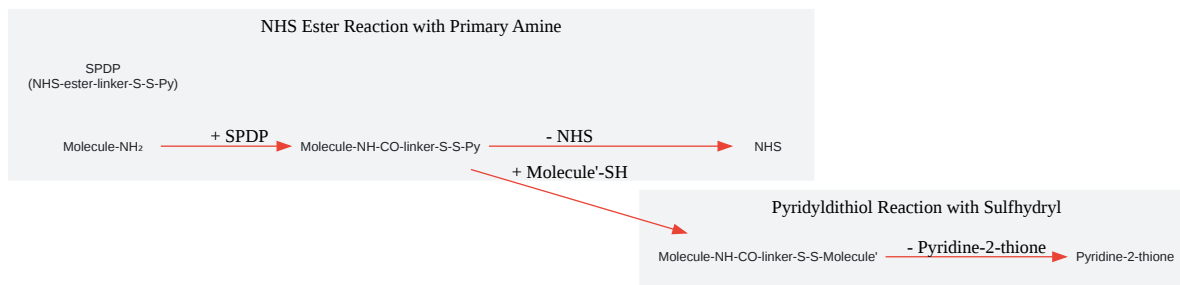 NHS Ester Reaction with Primary Amine
SPDP
(NHS-ester-linker-S-S-Py)
Molecule-NH₂
+ SPDP
Molecule-NH-CO-linker-S-S-Py
- NHS
NHS
+ Molecule'-SH
Pyridyldithiol Reaction with Sulfhydryl
Molecule-NH-CO-linker-S-S-Molecule'
- Pyridine-2-thione
Pyridine-2-thione